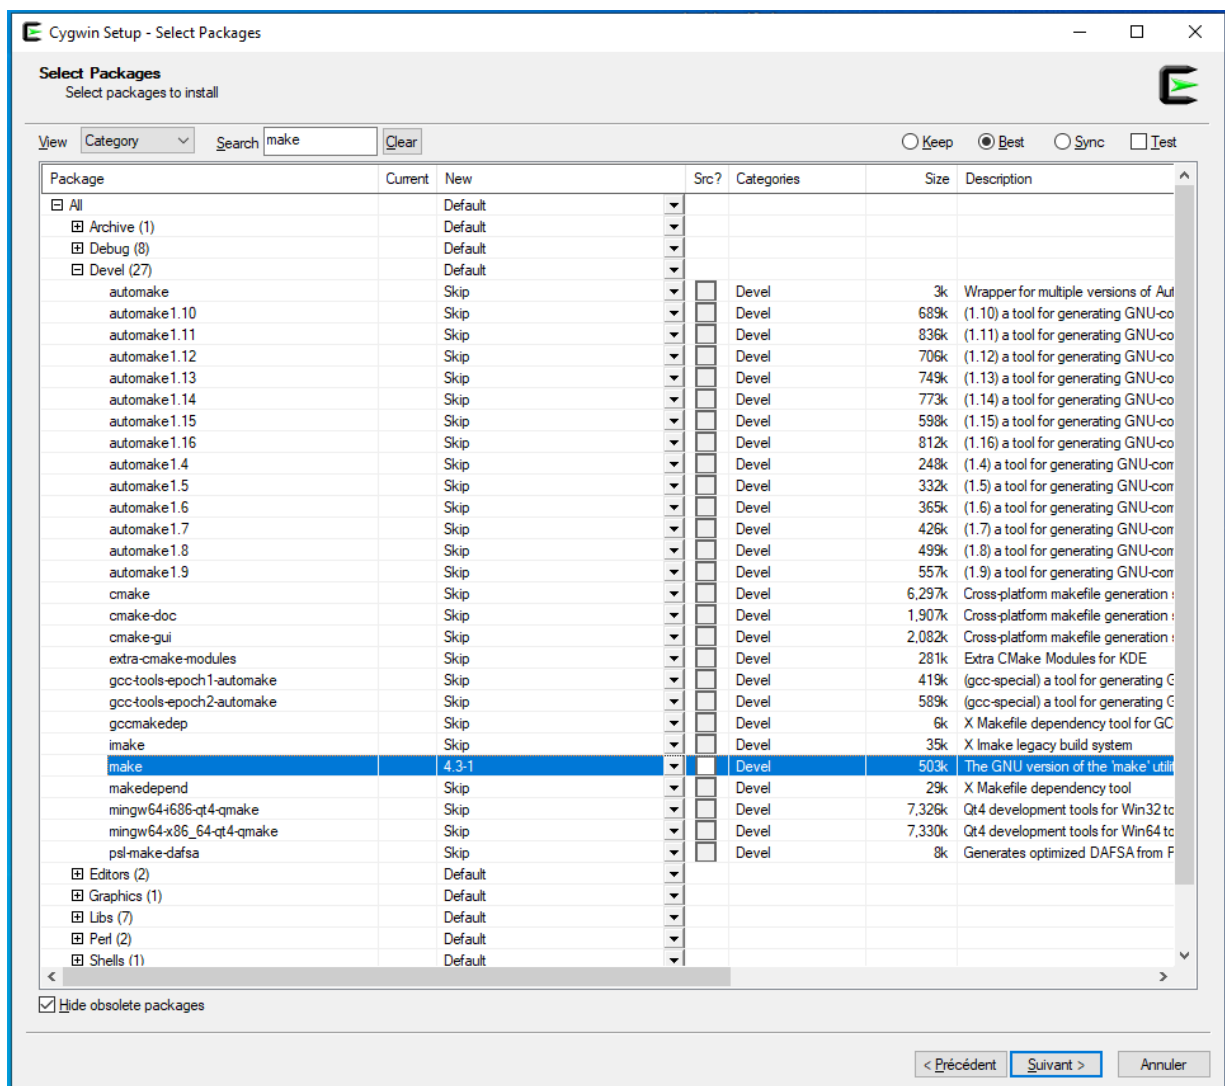 Cygwin Setup - Select Packages
Select Packages
Select packages to install
View Category Search make Clear Keep Best Sync Test
Package Current New Src? Categories Size Description
All Default
Archive (1) Default
Debug (8) Default
Devel (27) Default
automake Skip Devel 3k Wrapper for multiple versions of Aut
automake1.10 Skip Devel 689k (1.10) a tool for generating GNU-co
automake1.11 Skip Devel 836k (1.11) a tool for generating GNU-co
automake1.12 Skip Devel 706k (1.12) a tool for generating GNU-co
automake1.13 Skip Devel 749k (1.13) a tool for generating GNU-co
automake1.14 Skip Devel 773k (1.14) a tool for generating GNU-co
automake1.15 Skip Devel 598k (1.15) a tool for generating GNU-co
automake1.16 Skip Devel 812k (1.16) a tool for generating GNU-co
automake1.4 Skip Devel 248k (1.4) a tool for generating GNU-com
automake1.5 Skip Devel 332k (1.5) a tool for generating GNU-com
automake1.6 Skip Devel 365k (1.6) a tool for generating GNU-com
automake1.7 Skip Devel 426k (1.7) a tool for generating GNU-com
automake1.8 Skip Devel 499k (1.8) a tool for generating GNU-com
automake1.9 Skip Devel 557k (1.9) a tool for generating GNU-com
cmake Skip Devel 6,297k Cross-platform makefile generation
cmake-doc Skip Devel 1,907k Cross-platform makefile generation
cmake-gui Skip Devel 2,082k Cross-platform makefile generation
extra-cmake-modules Skip Devel 281k Extra CMake Modules for KDE
gcc-tools-epoch1-automake Skip Devel 419k (gcc-special) a tool for generating G
gcc-tools-epoch2-automake Skip Devel 589k (gcc-special) a tool for generating G
gccmakedep Skip Devel 6k X Makefile dependency tool for GC
imake Skip Devel 35k X Imake legacy build system
make 4.3-1 Devel 503k The GNU version of the 'make' utili
makedepend Skip Devel 29k X Makefile dependency tool
mingw64-i686-qt4-qmake Skip Devel 7,326k Qt4 development tools for Win32 to
mingw64-x86_64-qt4-qmake Skip Devel 7,330k Qt4 development tools for Win64 to
psl-make-dafsa Skip Devel 8k Generates optimized DAFSA from P
Editors (2) Default
Graphics (1) Default
Libs (7) Default
Perl (2) Default
Shells (1) Default
Hide obsolete packages
< Précédent Suivant > Annuler